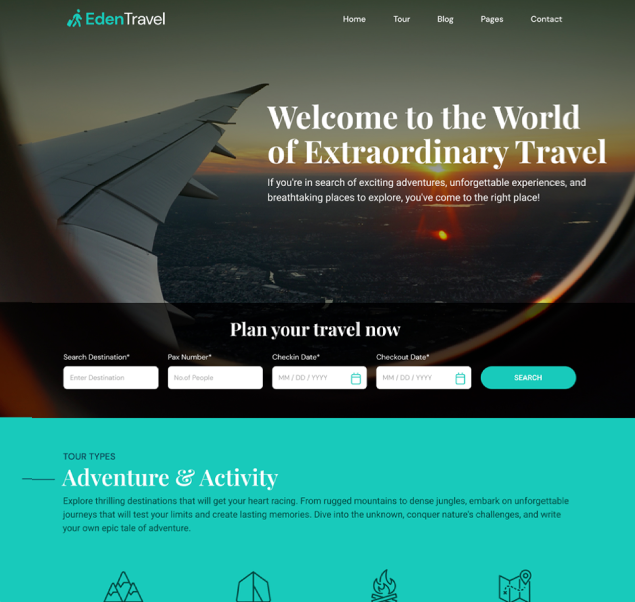 EdenTravel
Home Tour Blog Pages Contact
Welcome to the World
of Extraordinary Travel
If you're in search of exciting adventures, unforgettable experiences, and
breathtaking places to explore, you've come to the right place!
Plan your travel now
Search Destination* Pax Number* Checkin Date* Checkout Date*
Enter Destination No.of People MM / DD / YYYY MM / DD / YYYY SEARCH
TOUR TYPES
Adventure & Activity
Explore thrilling destinations that will get your heart racing. From rugged mountains to dense jungles, embark on unforgettable
journeys that will test your limits and create lasting memories. Dive into the unknown, conquer nature's challenges, and write
your own epic tale of adventure.